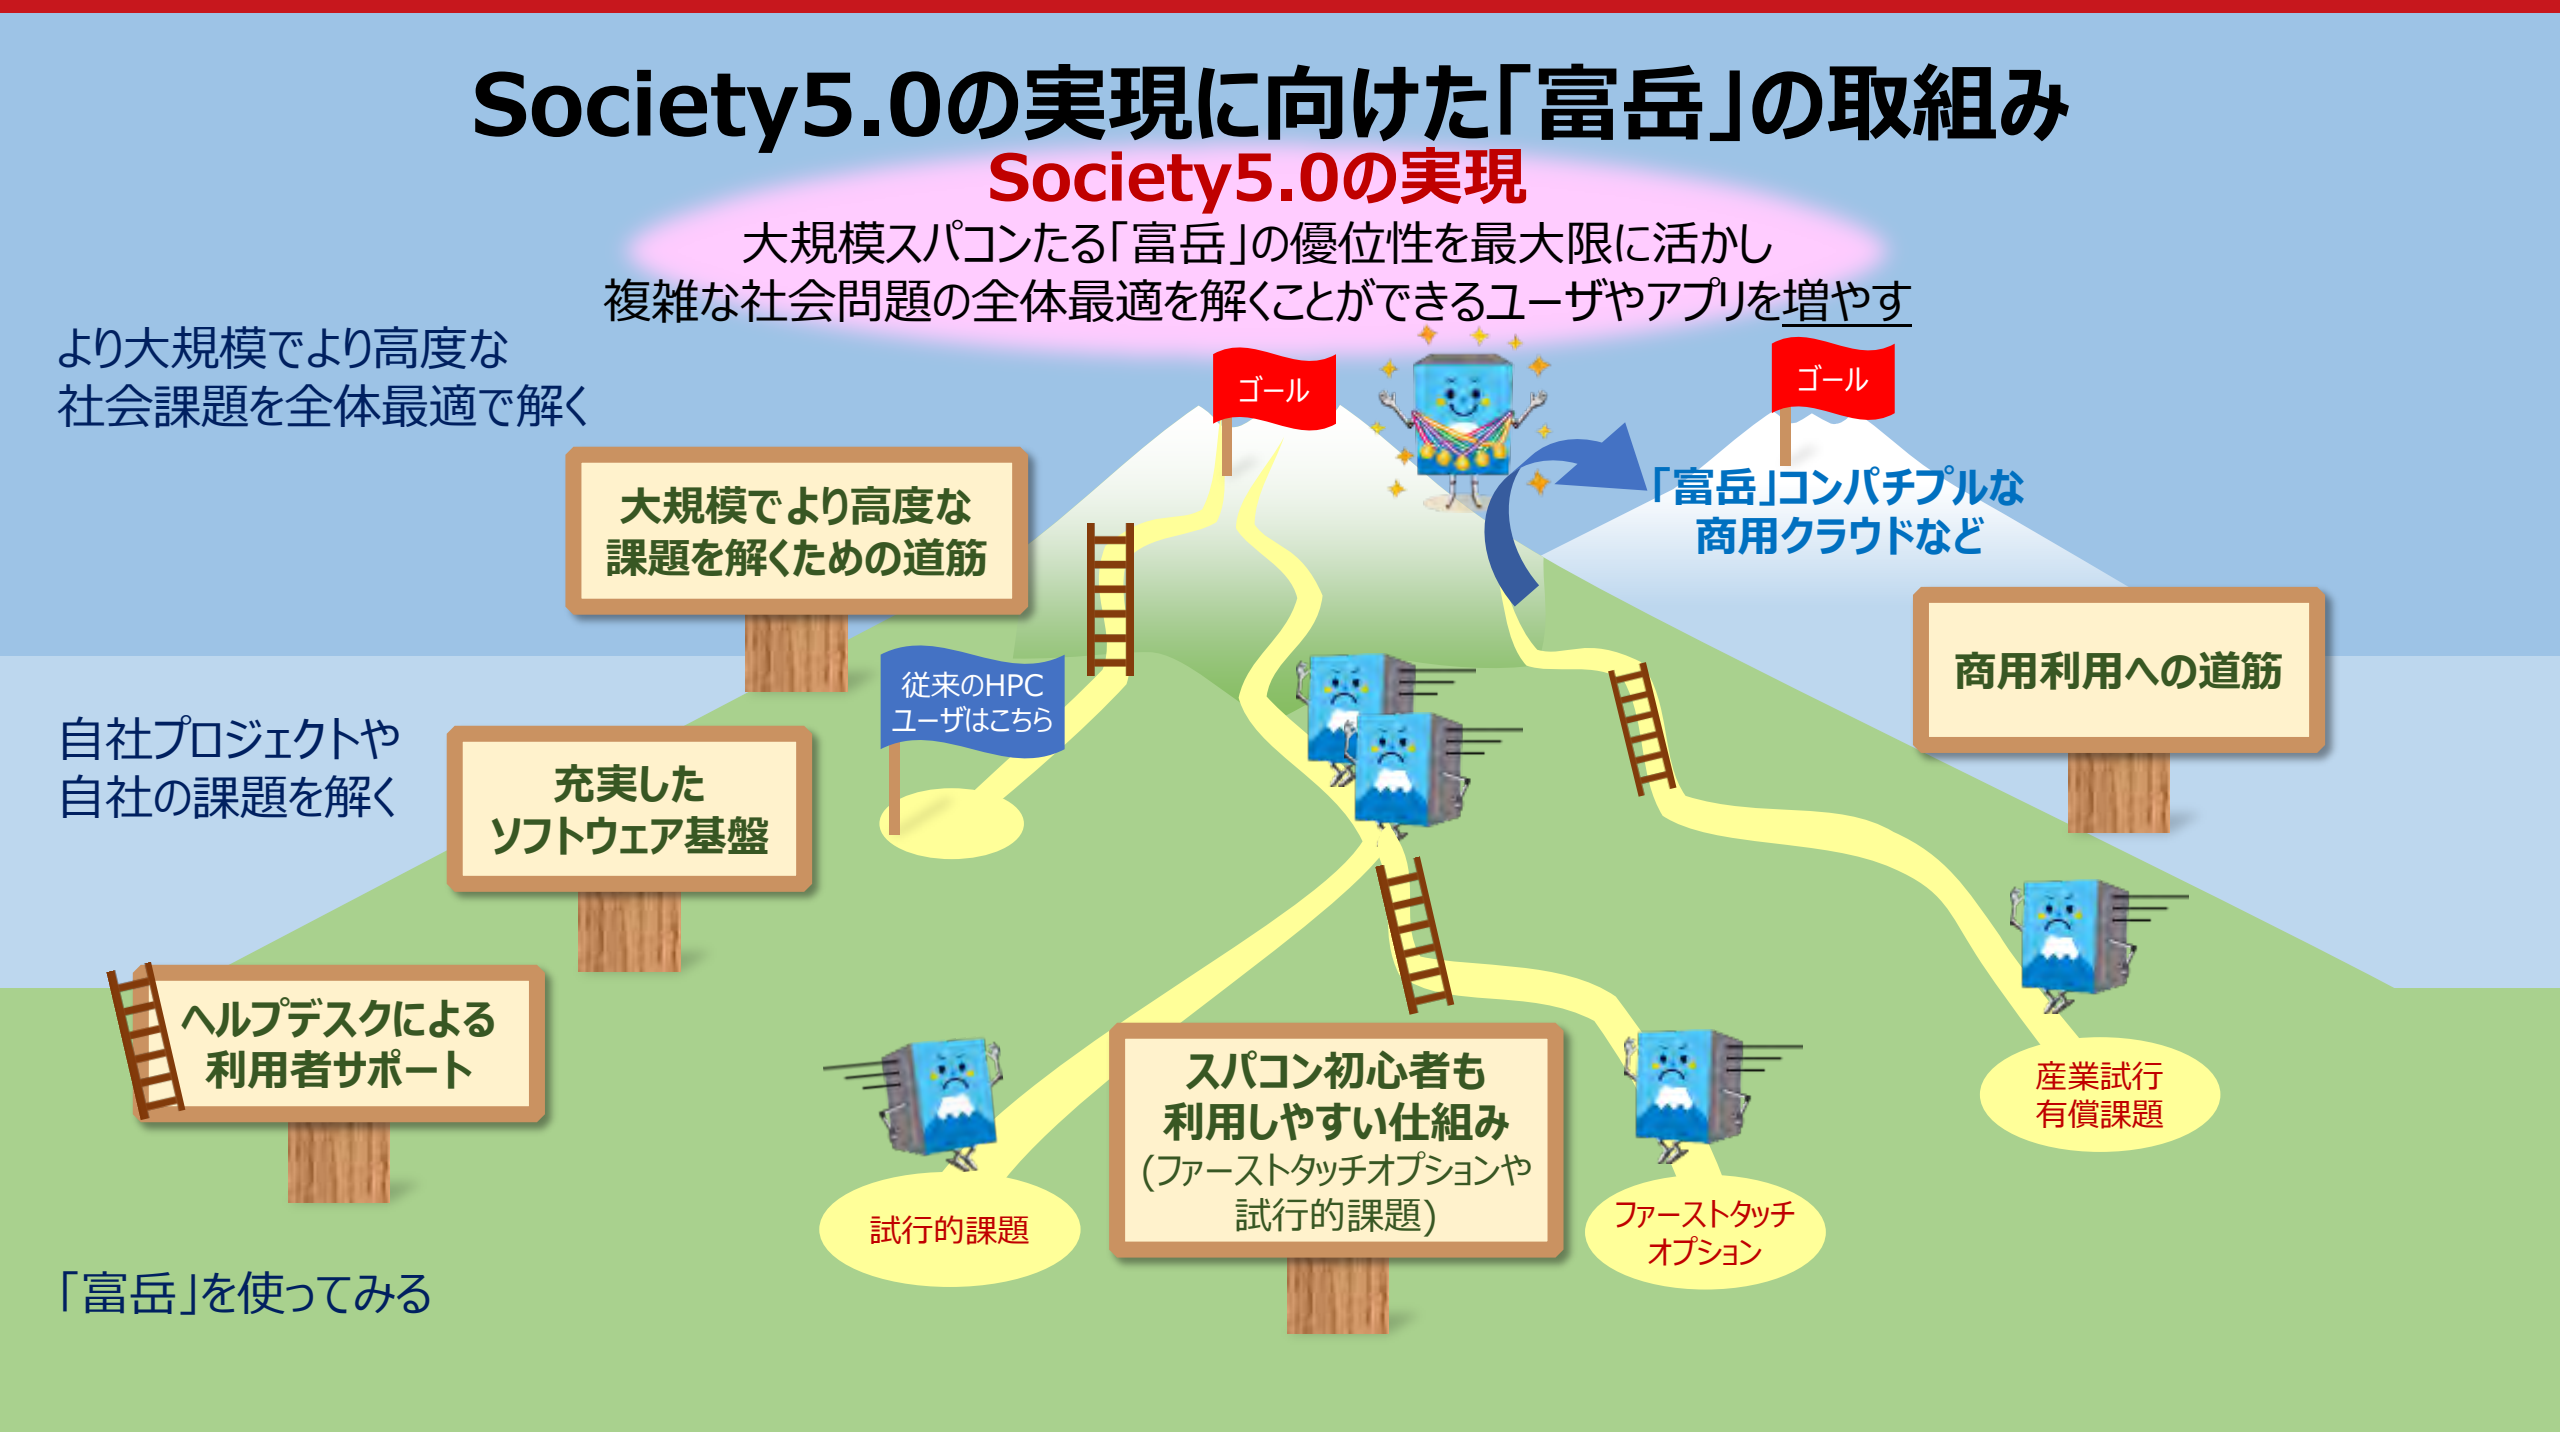 Society5.0の実現に向けた「富岳」の取組み
Society5.0の実現
大規模スパコンたる「富岳」の優位性を最大限に活かし
複雑な社会問題の全体最適を解くことができるユーザやアプリを増やす
より大規模でより高度な
社会課題を全体最適で解く
ゴール
ゴール
「富岳」コンパチブルな
商用クラウドなど
大規模でより高度な
課題を解くための道筋
商用利用への道筋
従来のHPC
ユーザはこちら
自社プロジェクトや
自社の課題を解く
充実した
ソフトウェア基盤
ヘルプデスクによる
利用者サポート
スパコン初心者も
利用しやすい仕組み
(ファーストタッチオプションや
試行的課題)
産業試行
有償課題
試行的課題
ファーストタッチ
オプション
「富岳」を使ってみる